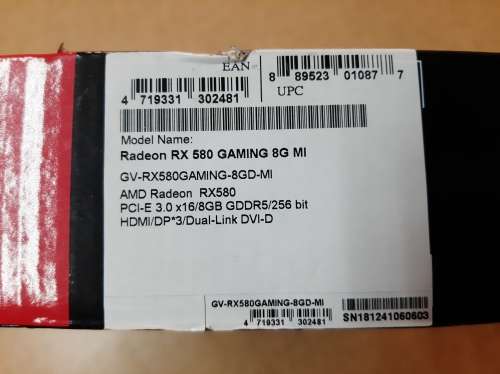 EAN
8 89523 01087 7
UPC
4 719331 302481
Model Name:
Radeon RX 580 GAMING 8G MI
GV-RX580GAMING-8GD-MI
AMD Radeon RX580
PCI-E 3.0 x16/8GB GDDR5/256 bit
HDMI/DP*3/Dual-Link DVI-D
GV-RX580GAMING-8GD-MI
4 719331 302481
SN181241060603